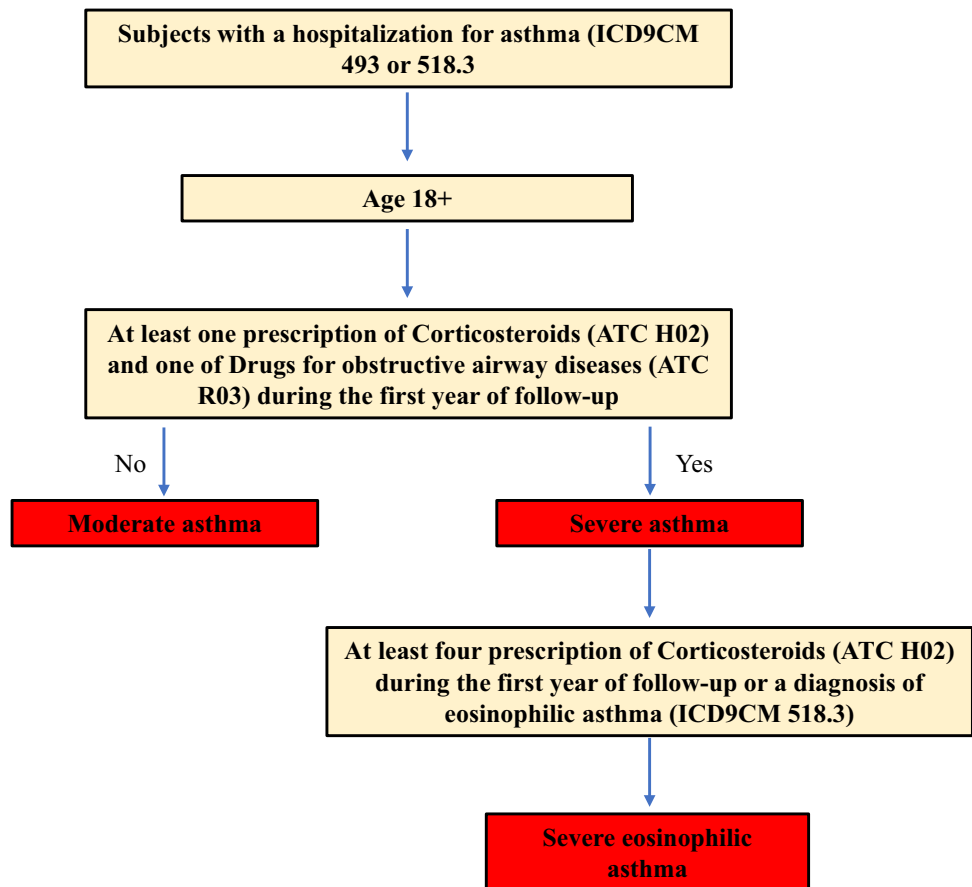 Subjects with a hospitalization for asthma (ICD9CM
493 or 518.3
Age 18+
At least one prescription of Corticosteroids (ATC H02)
and one of Drugs for obstructive airway diseases (ATC
R03) during the first year of follow-up
No
Yes
Moderate asthma
Severe asthma
At least four prescription of Corticosteroids (ATC H02)
during the first year of follow-up or a diagnosis of
eosinophilic asthma (ICD9CM 518.3)
Severe eosinophilic
asthma